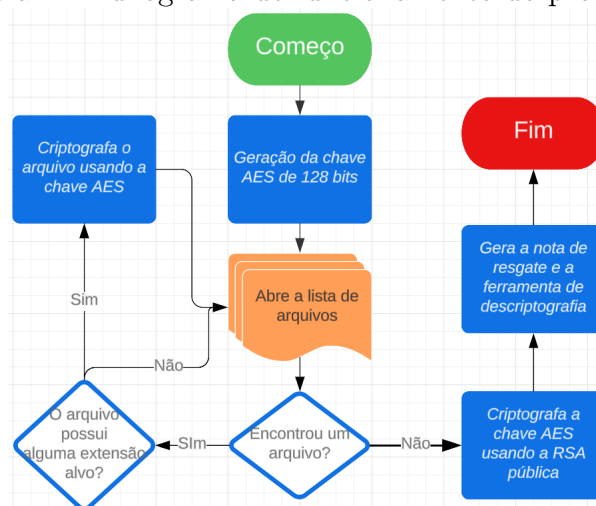 Começo
Geração da chave
AES de 128 bits
Abre a lista de
arquivos
Encontrou um
arquivo?
SIm
O arquivo
possui
alguma extensão
alvo?
Sim
Não
Criptografa o
arquivo usando a
chave AES
Não
Criptografa a
chave AES
usando a RSA
pública
Gera a nota de
resgate e a
ferramenta de
descriptografia
Fim